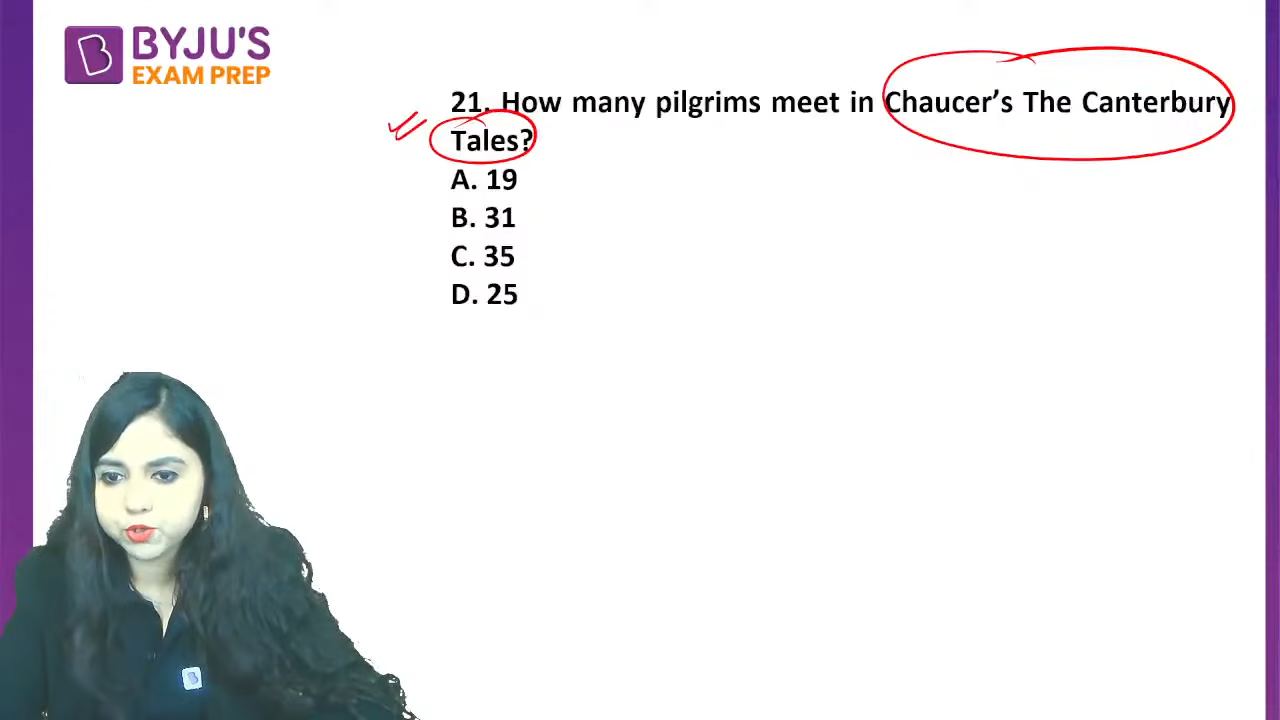 BYJU'S
EXAM PREP
21. How many pilgrims meet in Chaucer’s The Canterbury
Tales?
A. 19
B. 31
C. 35
D. 25